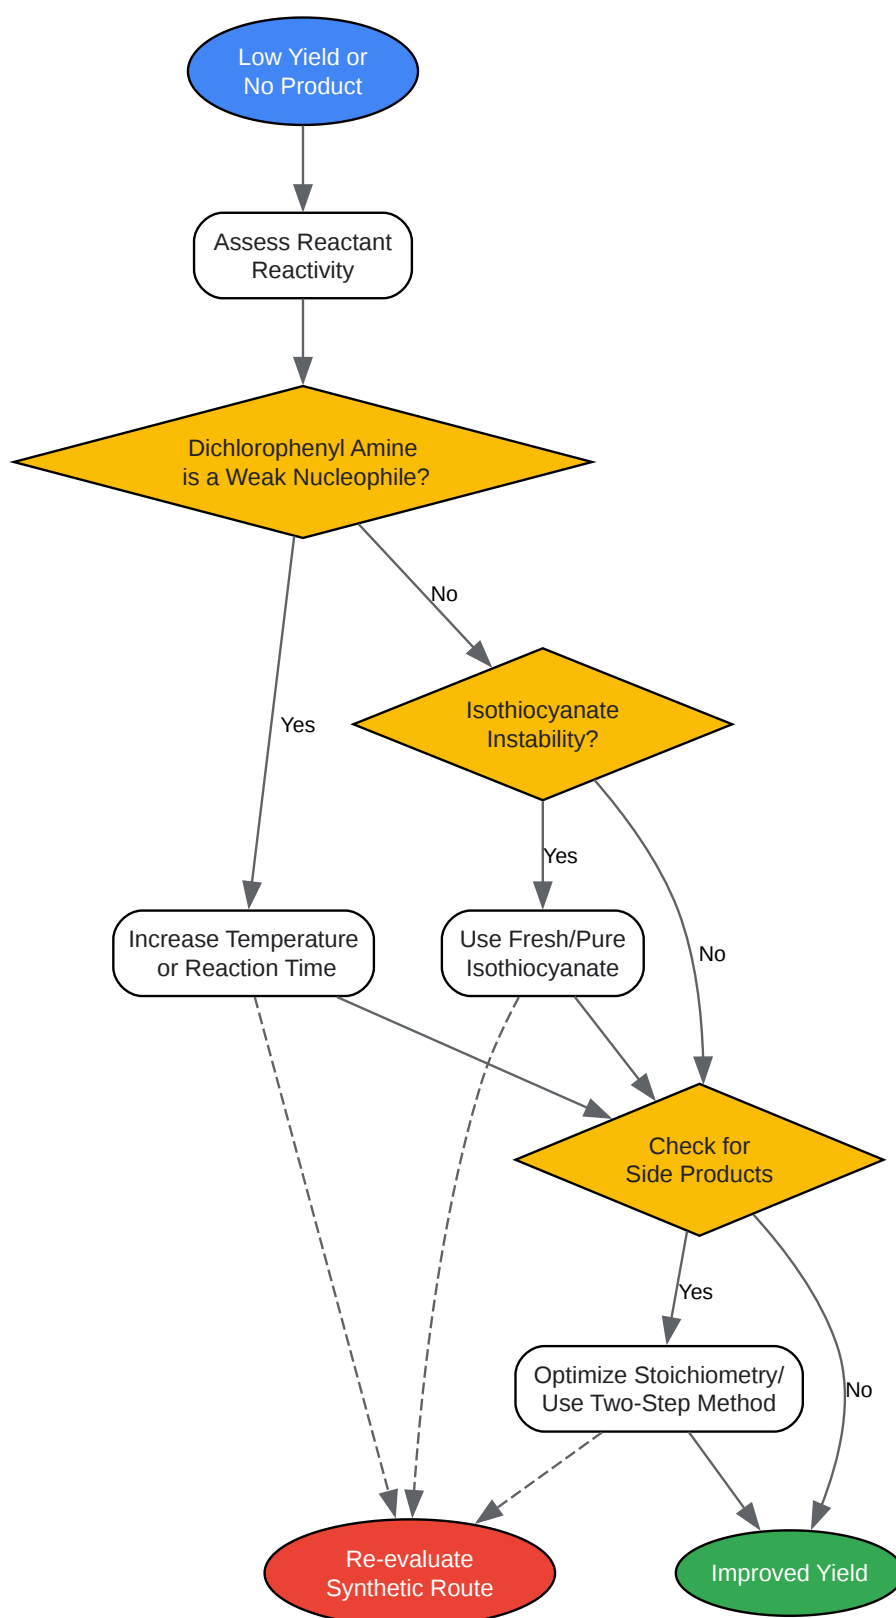 Low Yield or
No Product
Assess Reactant
Reactivity
Dichlorophenyl Amine
is a Weak Nucleophile?
No
Isothiocyanate
Instability?
Yes
Yes
Increase Temperature
or Reaction Time
Use Fresh/Pure
Isothiocyanate
No
Check for
Side Products
Yes
Optimize Stoichiometry/
Use Two-Step Method
No
Re-evaluate
Synthetic Route
Improved Yield